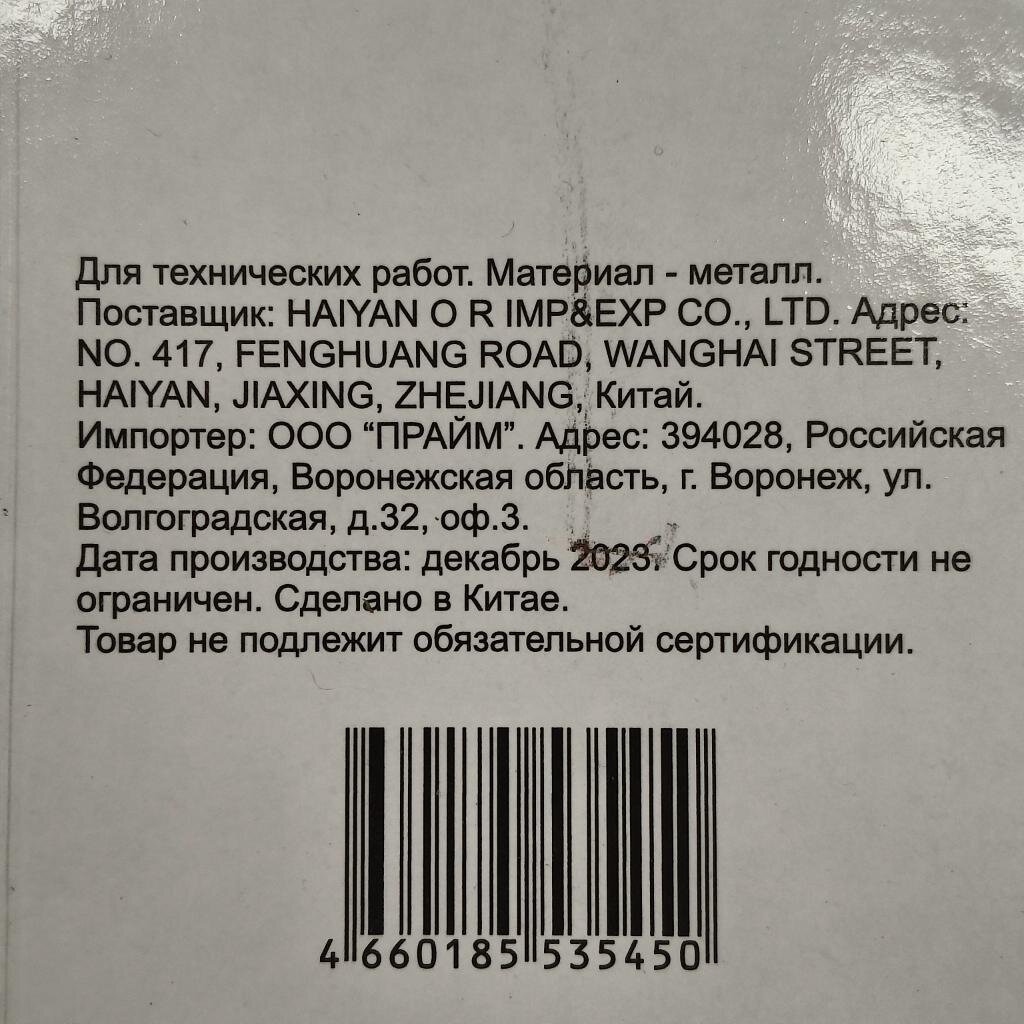 Для технических работ. Материал - металл.
Поставщик: HAIYAN O R IMP&EXP CO., LTD. Адрес:
NO. 417, FENGHUANG ROAD, WANGHAI STREET,
HAIYAN, JIAXING, ZHEJIANG, Китай.
Импортер: ООО “ПРАЙМ”. Адрес: 394028, Российская
Федерация, Воронежская область, г. Воронеж, ул.
Волгоградская, д.32, оф.3.
Дата производства: декабрь 2023. Срок годности не
ограничен. Сделано в Китае.
Товар не подлежит обязательной сертификации.
4 660185 535450